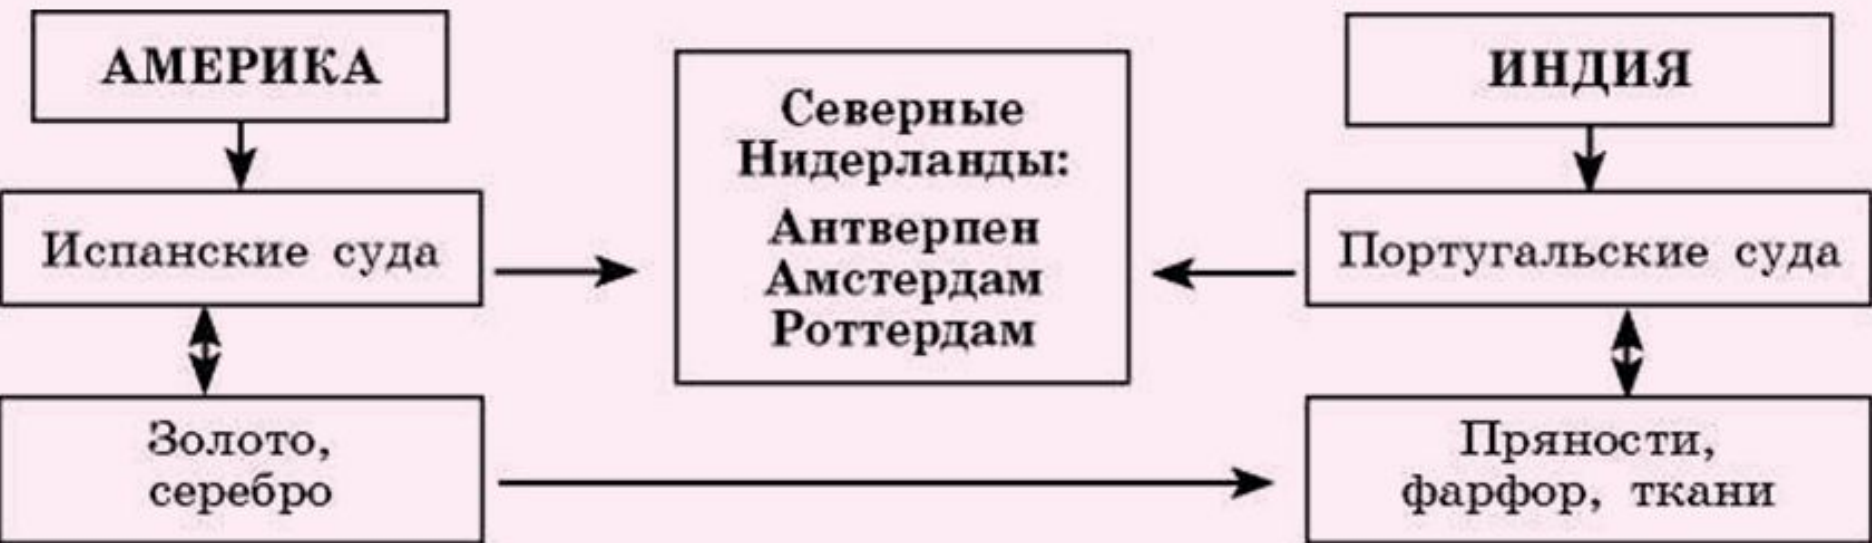 АМЕРИКА
Испанские суда
Золото,
серебро
Северные
Нидерланды:
Антверпен
Амстердам
Роттердам
ИНДИЯ
Португальские суда
Пряности,
фарфор, ткани